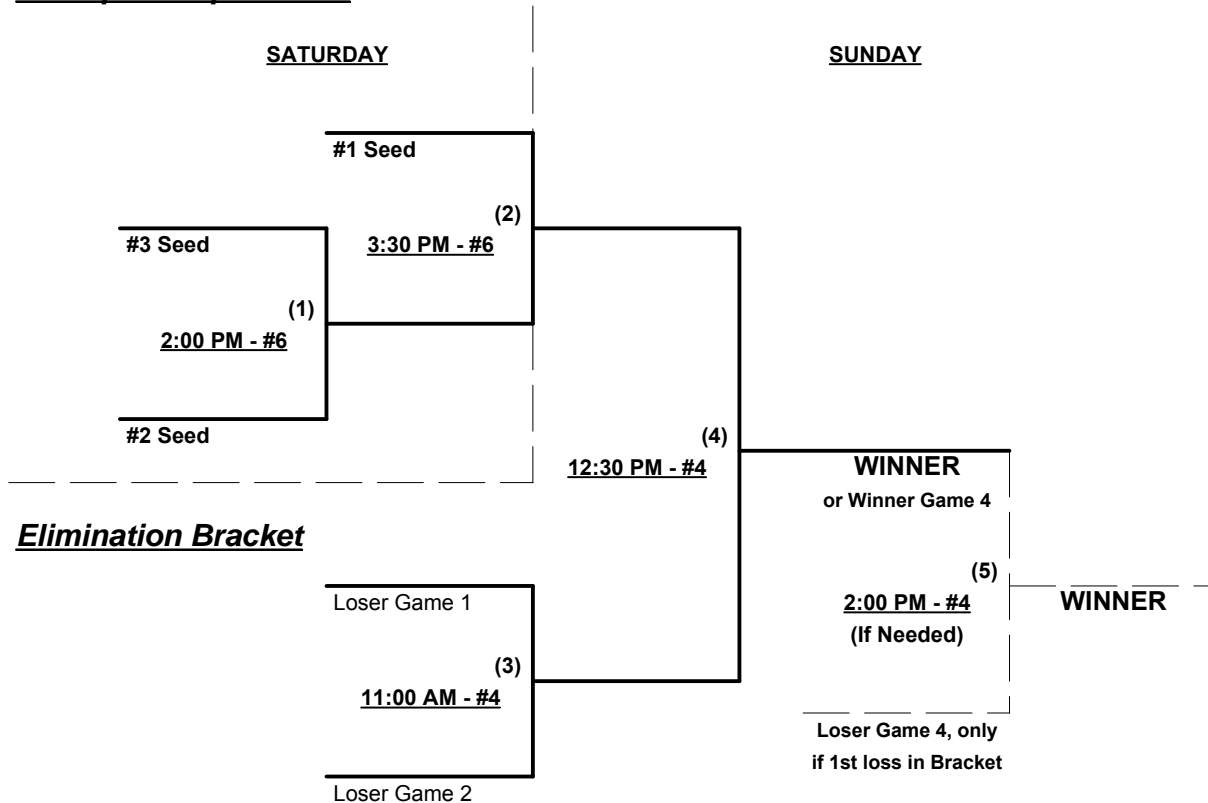 SATURDAY
SUNDAY
#1 Seed
(2)
3:30 PM - #6
#3 Seed
(1)
2:00 PM - #6
#2 Seed
(4)
12:30 PM - #4
WINNER
or Winner Game 4
Elimination Bracket
Loser Game 1
(5)
2:00 PM - #4
(If Needed)
WINNER
(3)
11:00 AM - #4
Loser Game 4, only
if 1st loss in Bracket
Loser Game 2